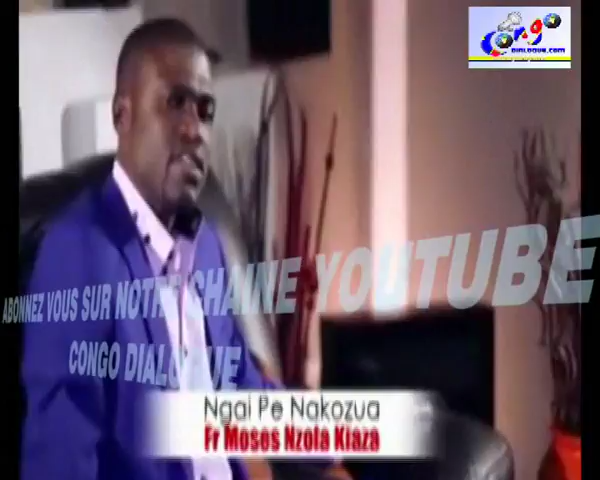 Congo
DIALOGUE.COM
ABONNEZ VOUS SUR NOTRE CHAINE YOUTUBE
CONGO DIALOGUE
Ngai Pe Nakozua
Fr Moses Nzola Kiaza